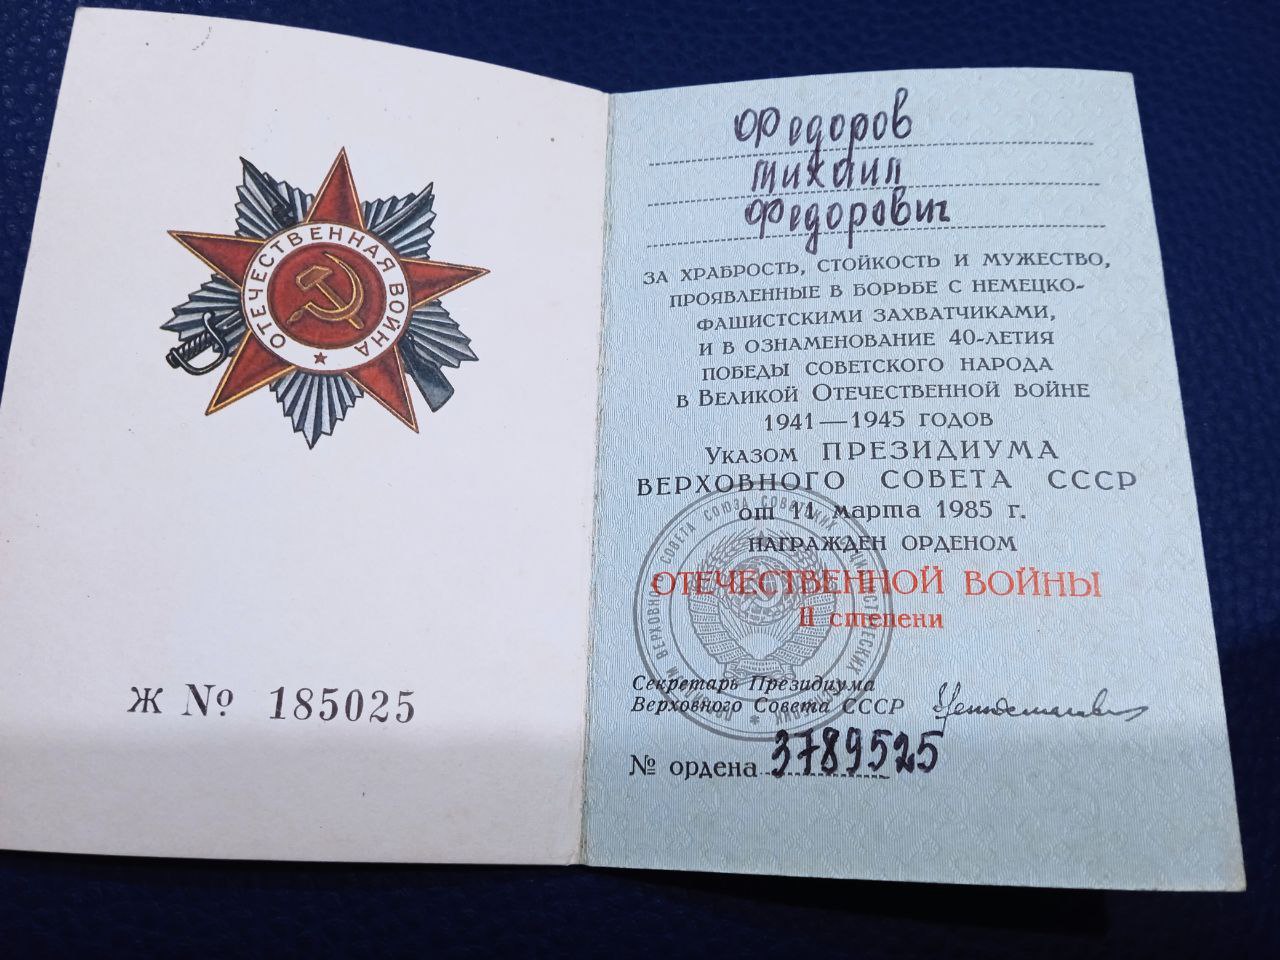 ОТЕЧЕСТВЕННАЯ ВОЙНА
Ж № 185025
Федоров
Михаил
Федорович
ЗА ХРАБРОСТЬ, СТОЙКОСТЬ И МУЖЕСТВО,
ПРОЯВЛЕННЫЕ В БОРЬБЕ С НЕМЕЦКО-
ФАШИСТСКИМИ ЗАХВАТЧИКАМИ,
И В ОЗНАМЕНОВАНИЕ 40-ЛЕТИЯ
ПОБЕДЫ СОВЕТСКОГО НАРОДА
В ВЕЛИКОЙ ОТЕЧЕСТВЕННОЙ ВОЙНЕ
1941—1945 ГОДОВ
УКАЗОМ ПРЕЗИДИУМА
ВЕРХОВНОГО СОВЕТА СССР
от 11 марта 1985 г.
НАГРАЖДЕН ОРДЕНОМ
ОТЕЧЕСТВЕННОЙ ВОЙНЫ
II степени
Секретарь Президиума
Верховного Совета СССР
№ ордена 3789525